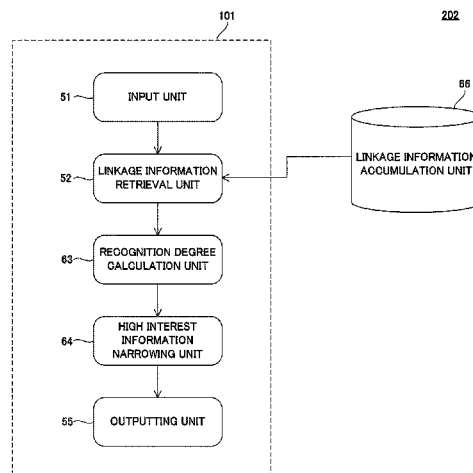 101
202
51
INPUT UNIT
66
52
LINKAGE INFORMATION
RETRIEVAL UNIT
LINKAGE INFORMATION
ACCUMULATION UNIT
63
RECOGNITION DEGREE
CALCULATION UNIT
64
HIGH INTEREST
INFORMATION
NARROWING UNIT
55
OUTPUTTING UNIT